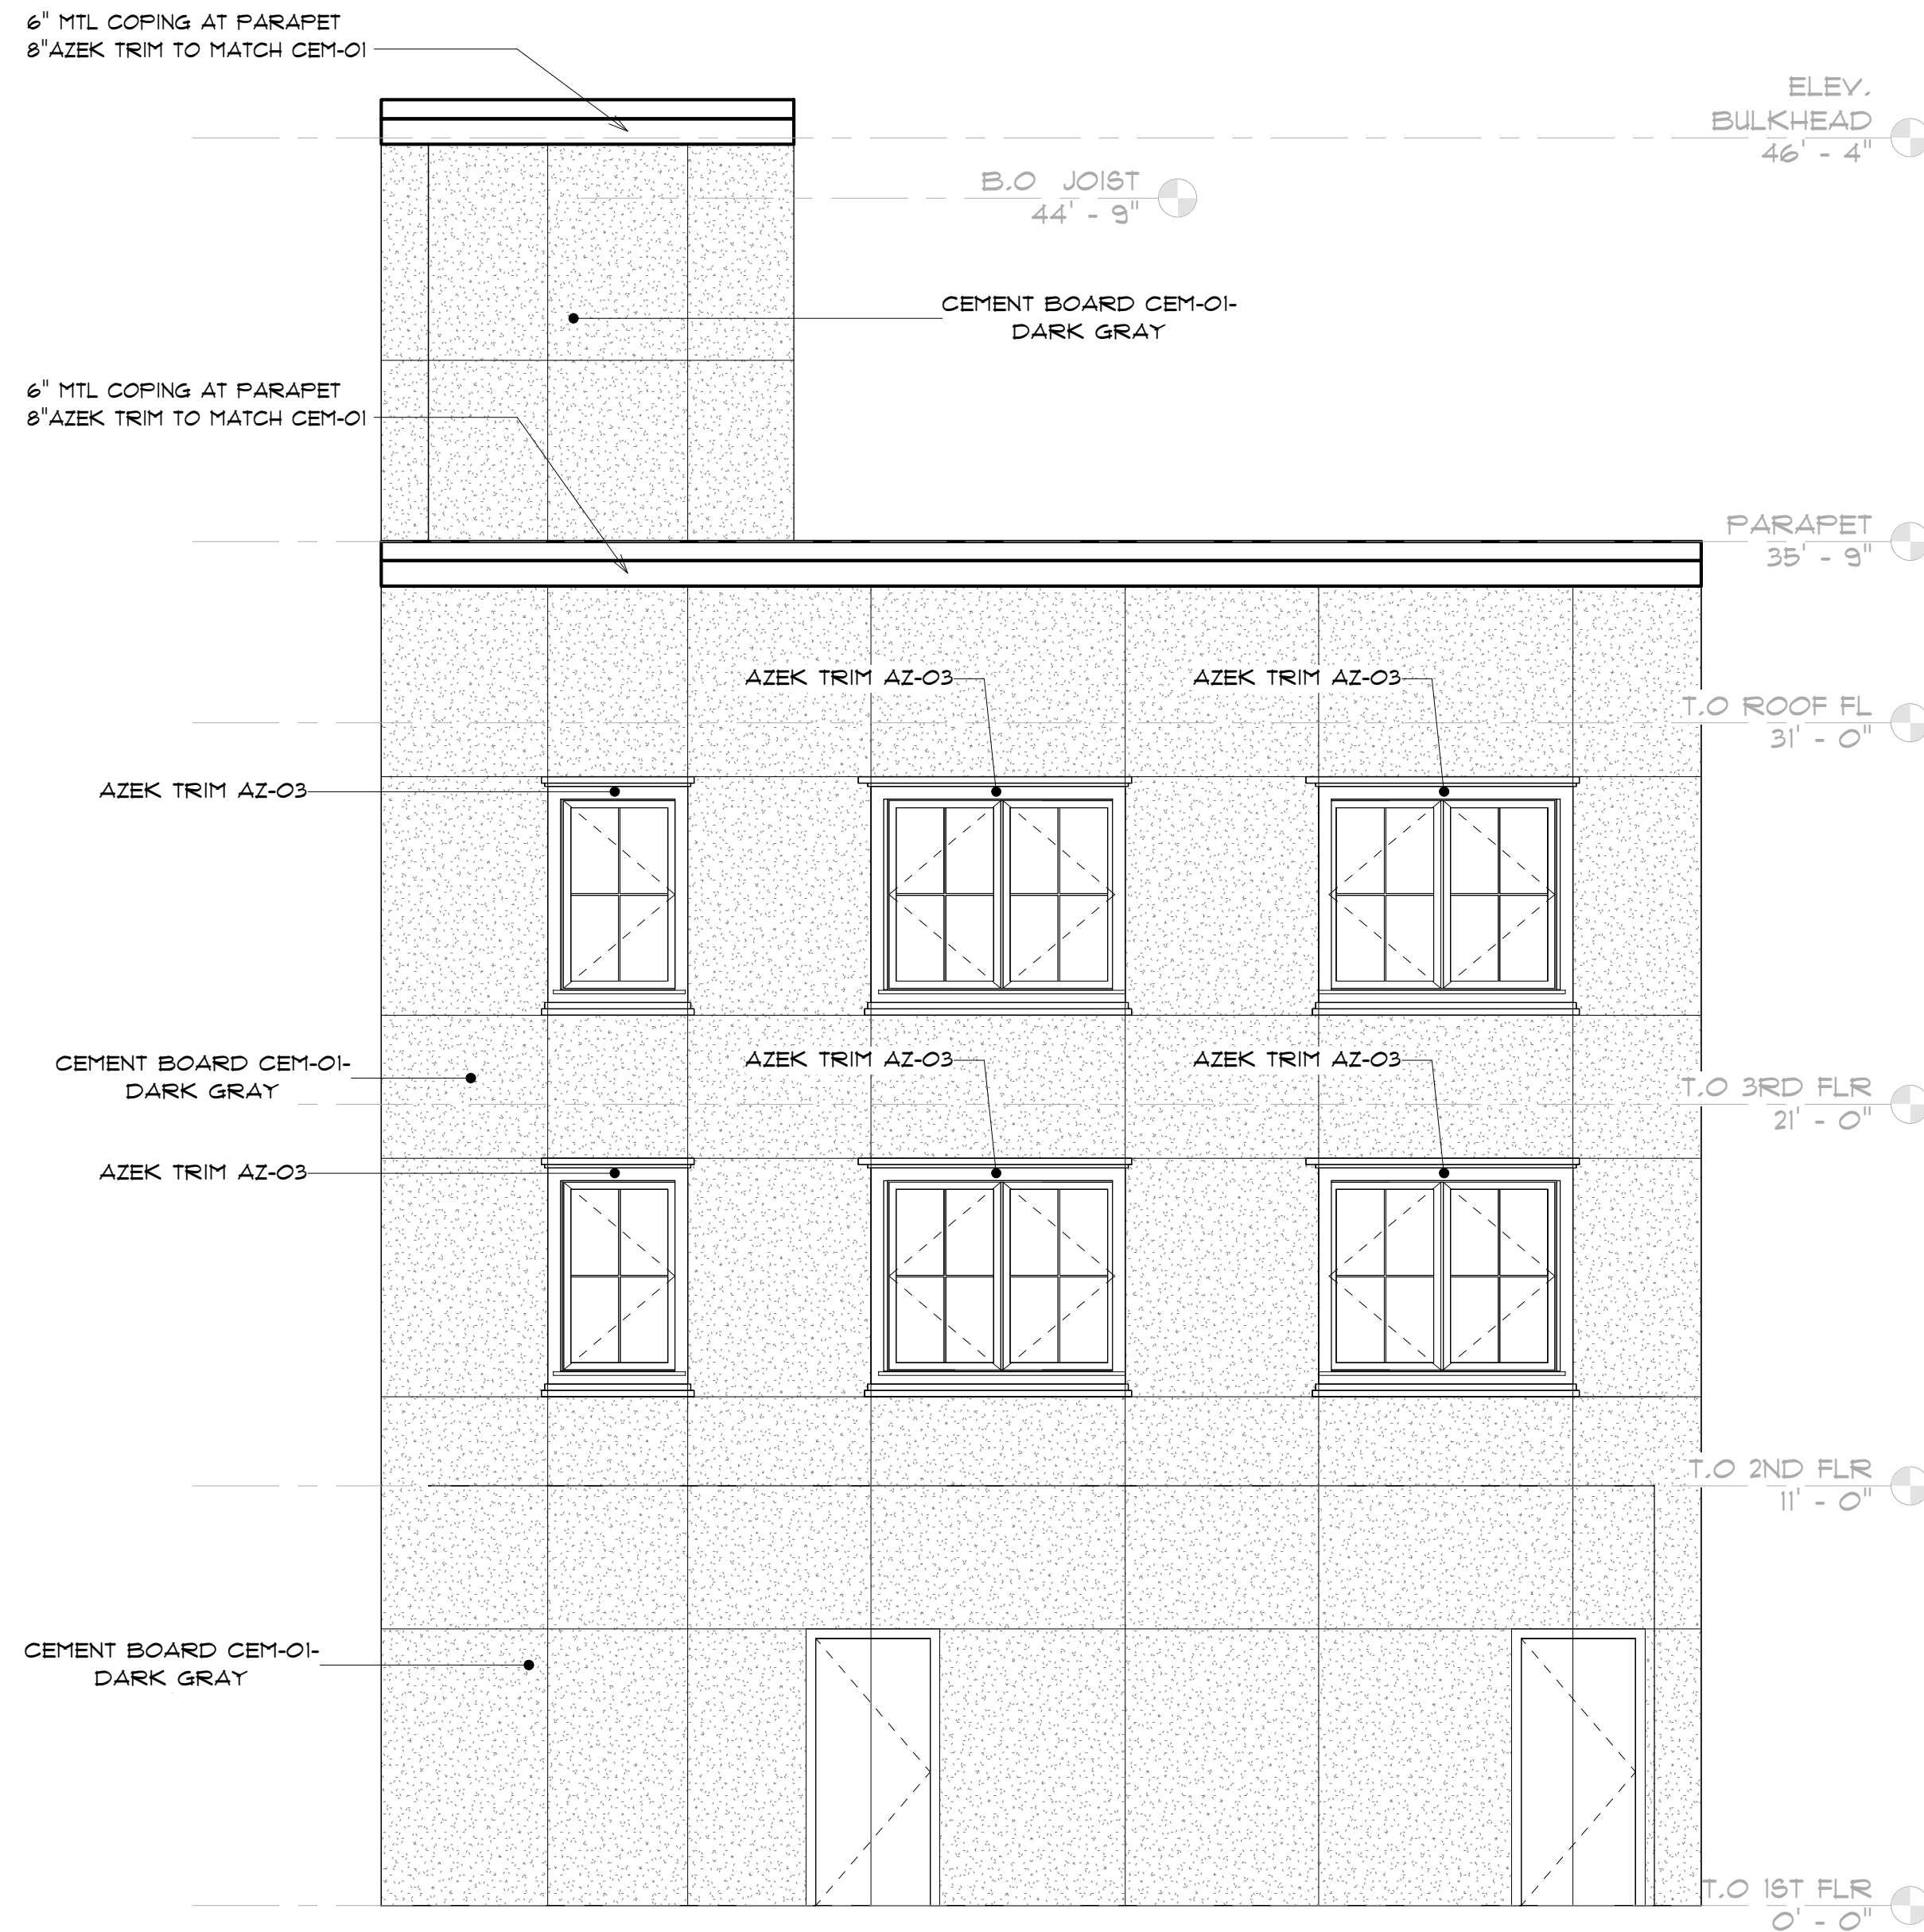 6" MTL COPING AT PARAPET
8"AZEK TRIM TO MATCH CEM-01
ELEV.
BULKHEAD
46' - 4"
B.O JOIST
44' - 9"
CEMENT BOARD CEM-01-
DARK GRAY
6" MTL COPING AT PARAPET
8"AZEK TRIM TO MATCH CEM-01
PARAPET
35' - 9"
AZEK TRIM AZ-03
AZEK TRIM AZ-03
T.O ROOF FL
31' - 0"
AZEK TRIM AZ-03
CEMENT BOARD CEM-01-
DARK GRAY
AZEK TRIM AZ-03
AZEK TRIM AZ-03
T.O 3RD FLR
21' - 0"
AZEK TRIM AZ-03
T.O 2ND FLR
11' - 0"
CEMENT BOARD CEM-01-
DARK GRAY
T.O 1ST FLR
0' - 0"